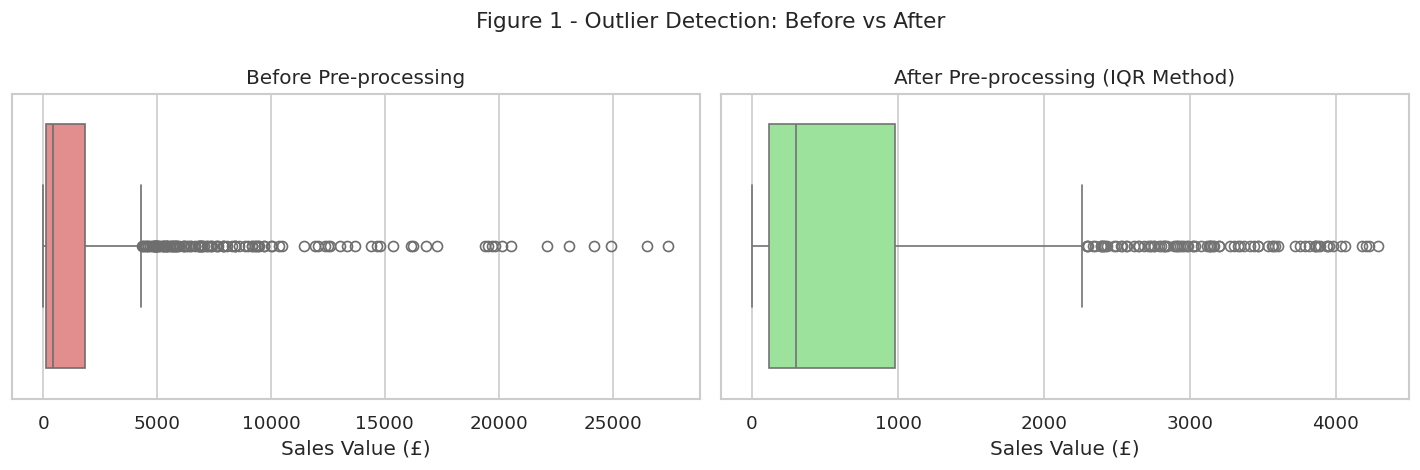 Figure 1 - Outlier Detection: Before vs After
Before Pre-processing
0 5000 10000 15000 20000 25000
Sales Value (£)
After Pre-processing (IQR Method)
0 1000 2000 3000 4000
Sales Value (£)